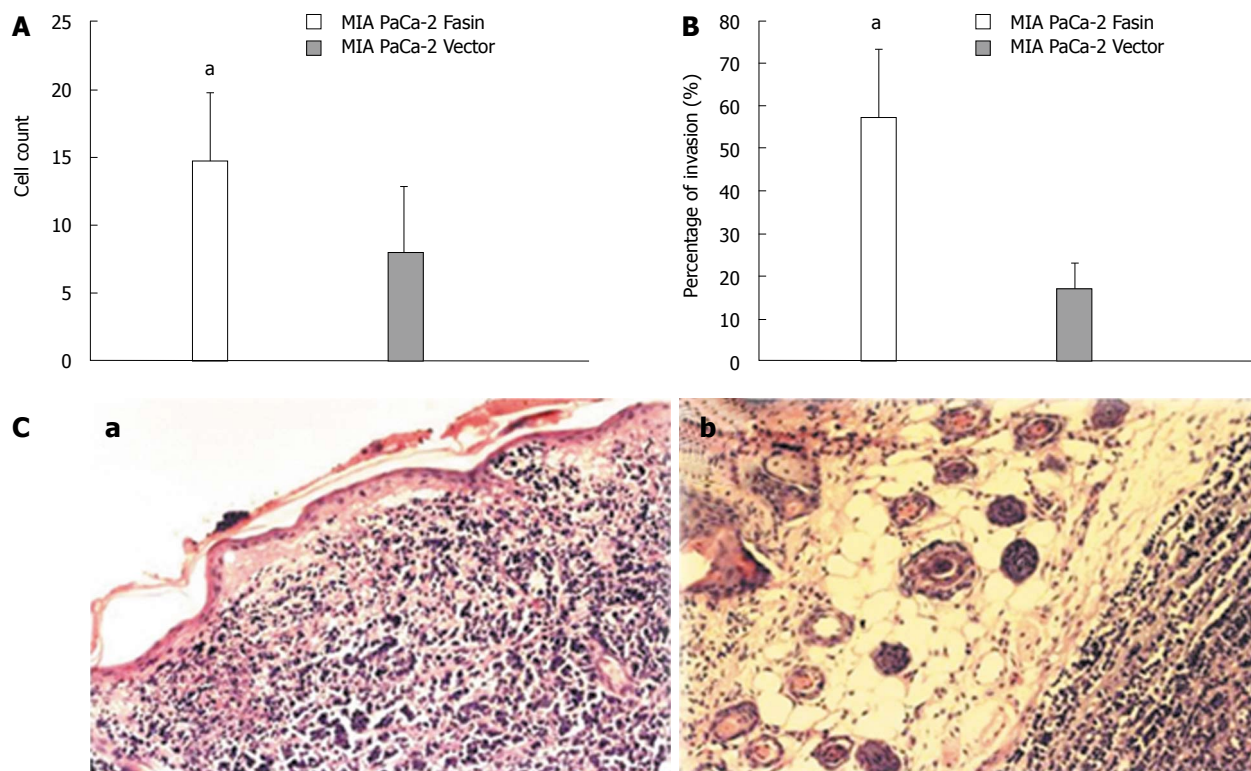 A
25
20
15
10
5
0
Cell count
a
MIA PaCa-2 Fasin
MIA PaCa-2 Vector
B
80
70
60
50
40
30
20
10
0
Percentage of invasion (%)
a
MIA PaCa-2 Fasin
MIA PaCa-2 Vector
C
a
b